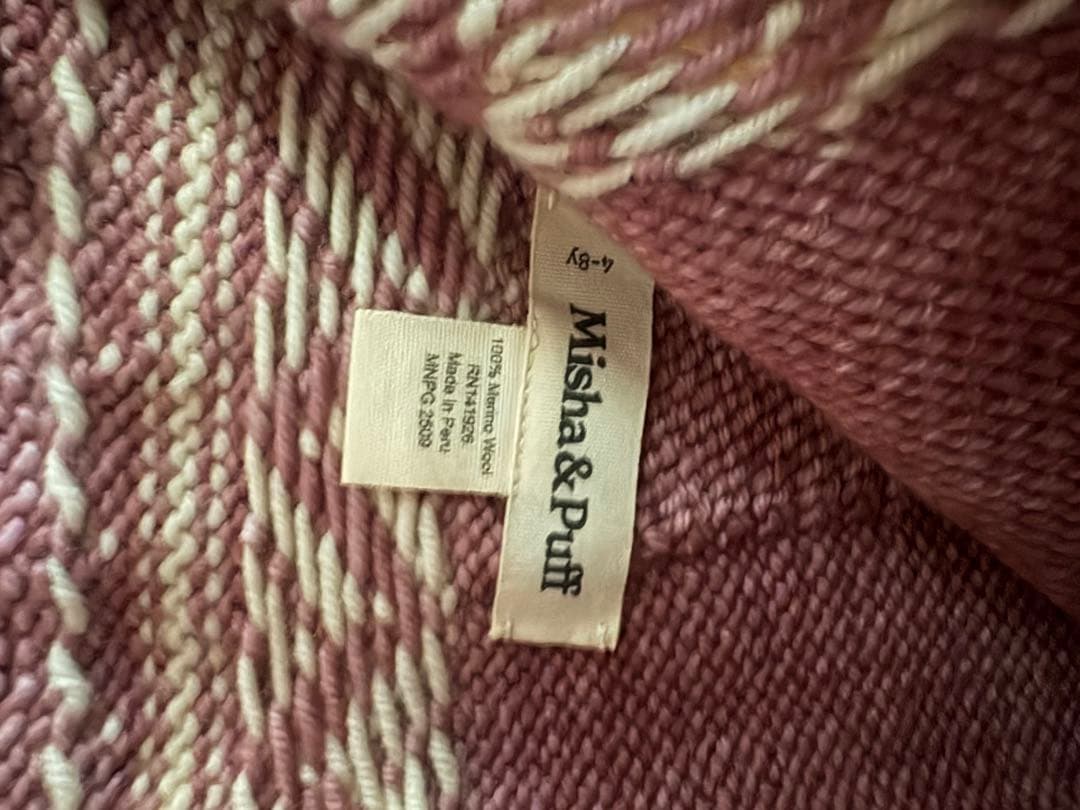 4-8Y
Misha&Puff
100% Merino Wool
RN141926
Made in Peru
MNPG 2509